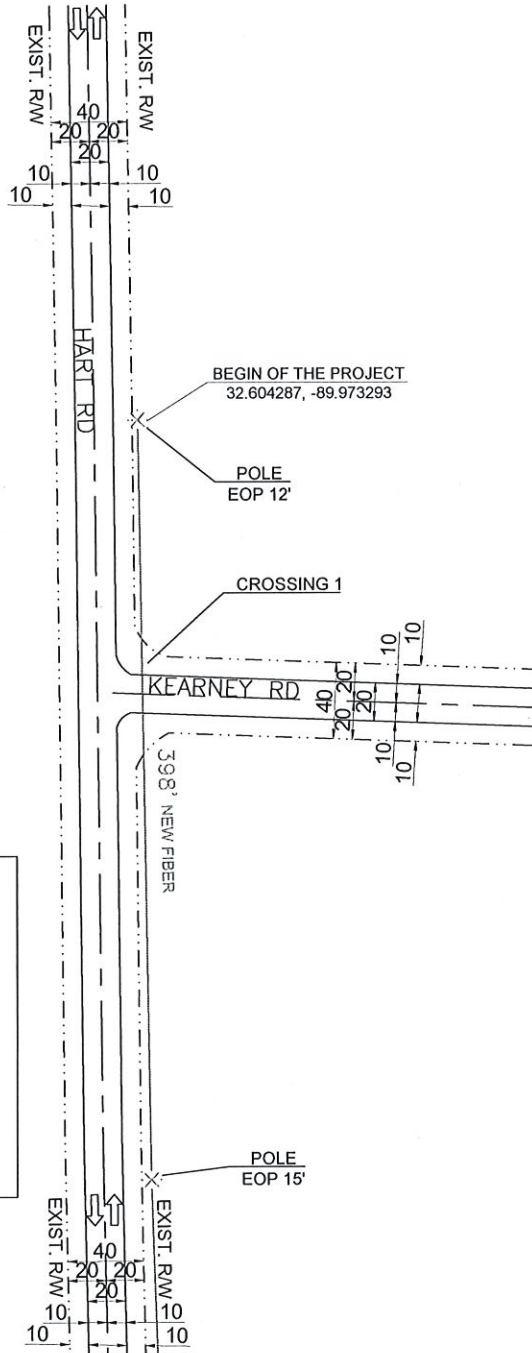 EXIST. R/W
EXIST. R/W
40
20 20
20
10 10
10 10
HART RD
BEGIN OF THE PROJECT
32.604287, -89.973293
POLE
EOP 12'
CROSSING 1
KEARNEY RD
40
20
20
20
10
10
10
10
398' NEW FIBER
POLE
EOP 15'
EXIST. R/W
EXIST. R/W
40
20 20
20
10 10
10 10